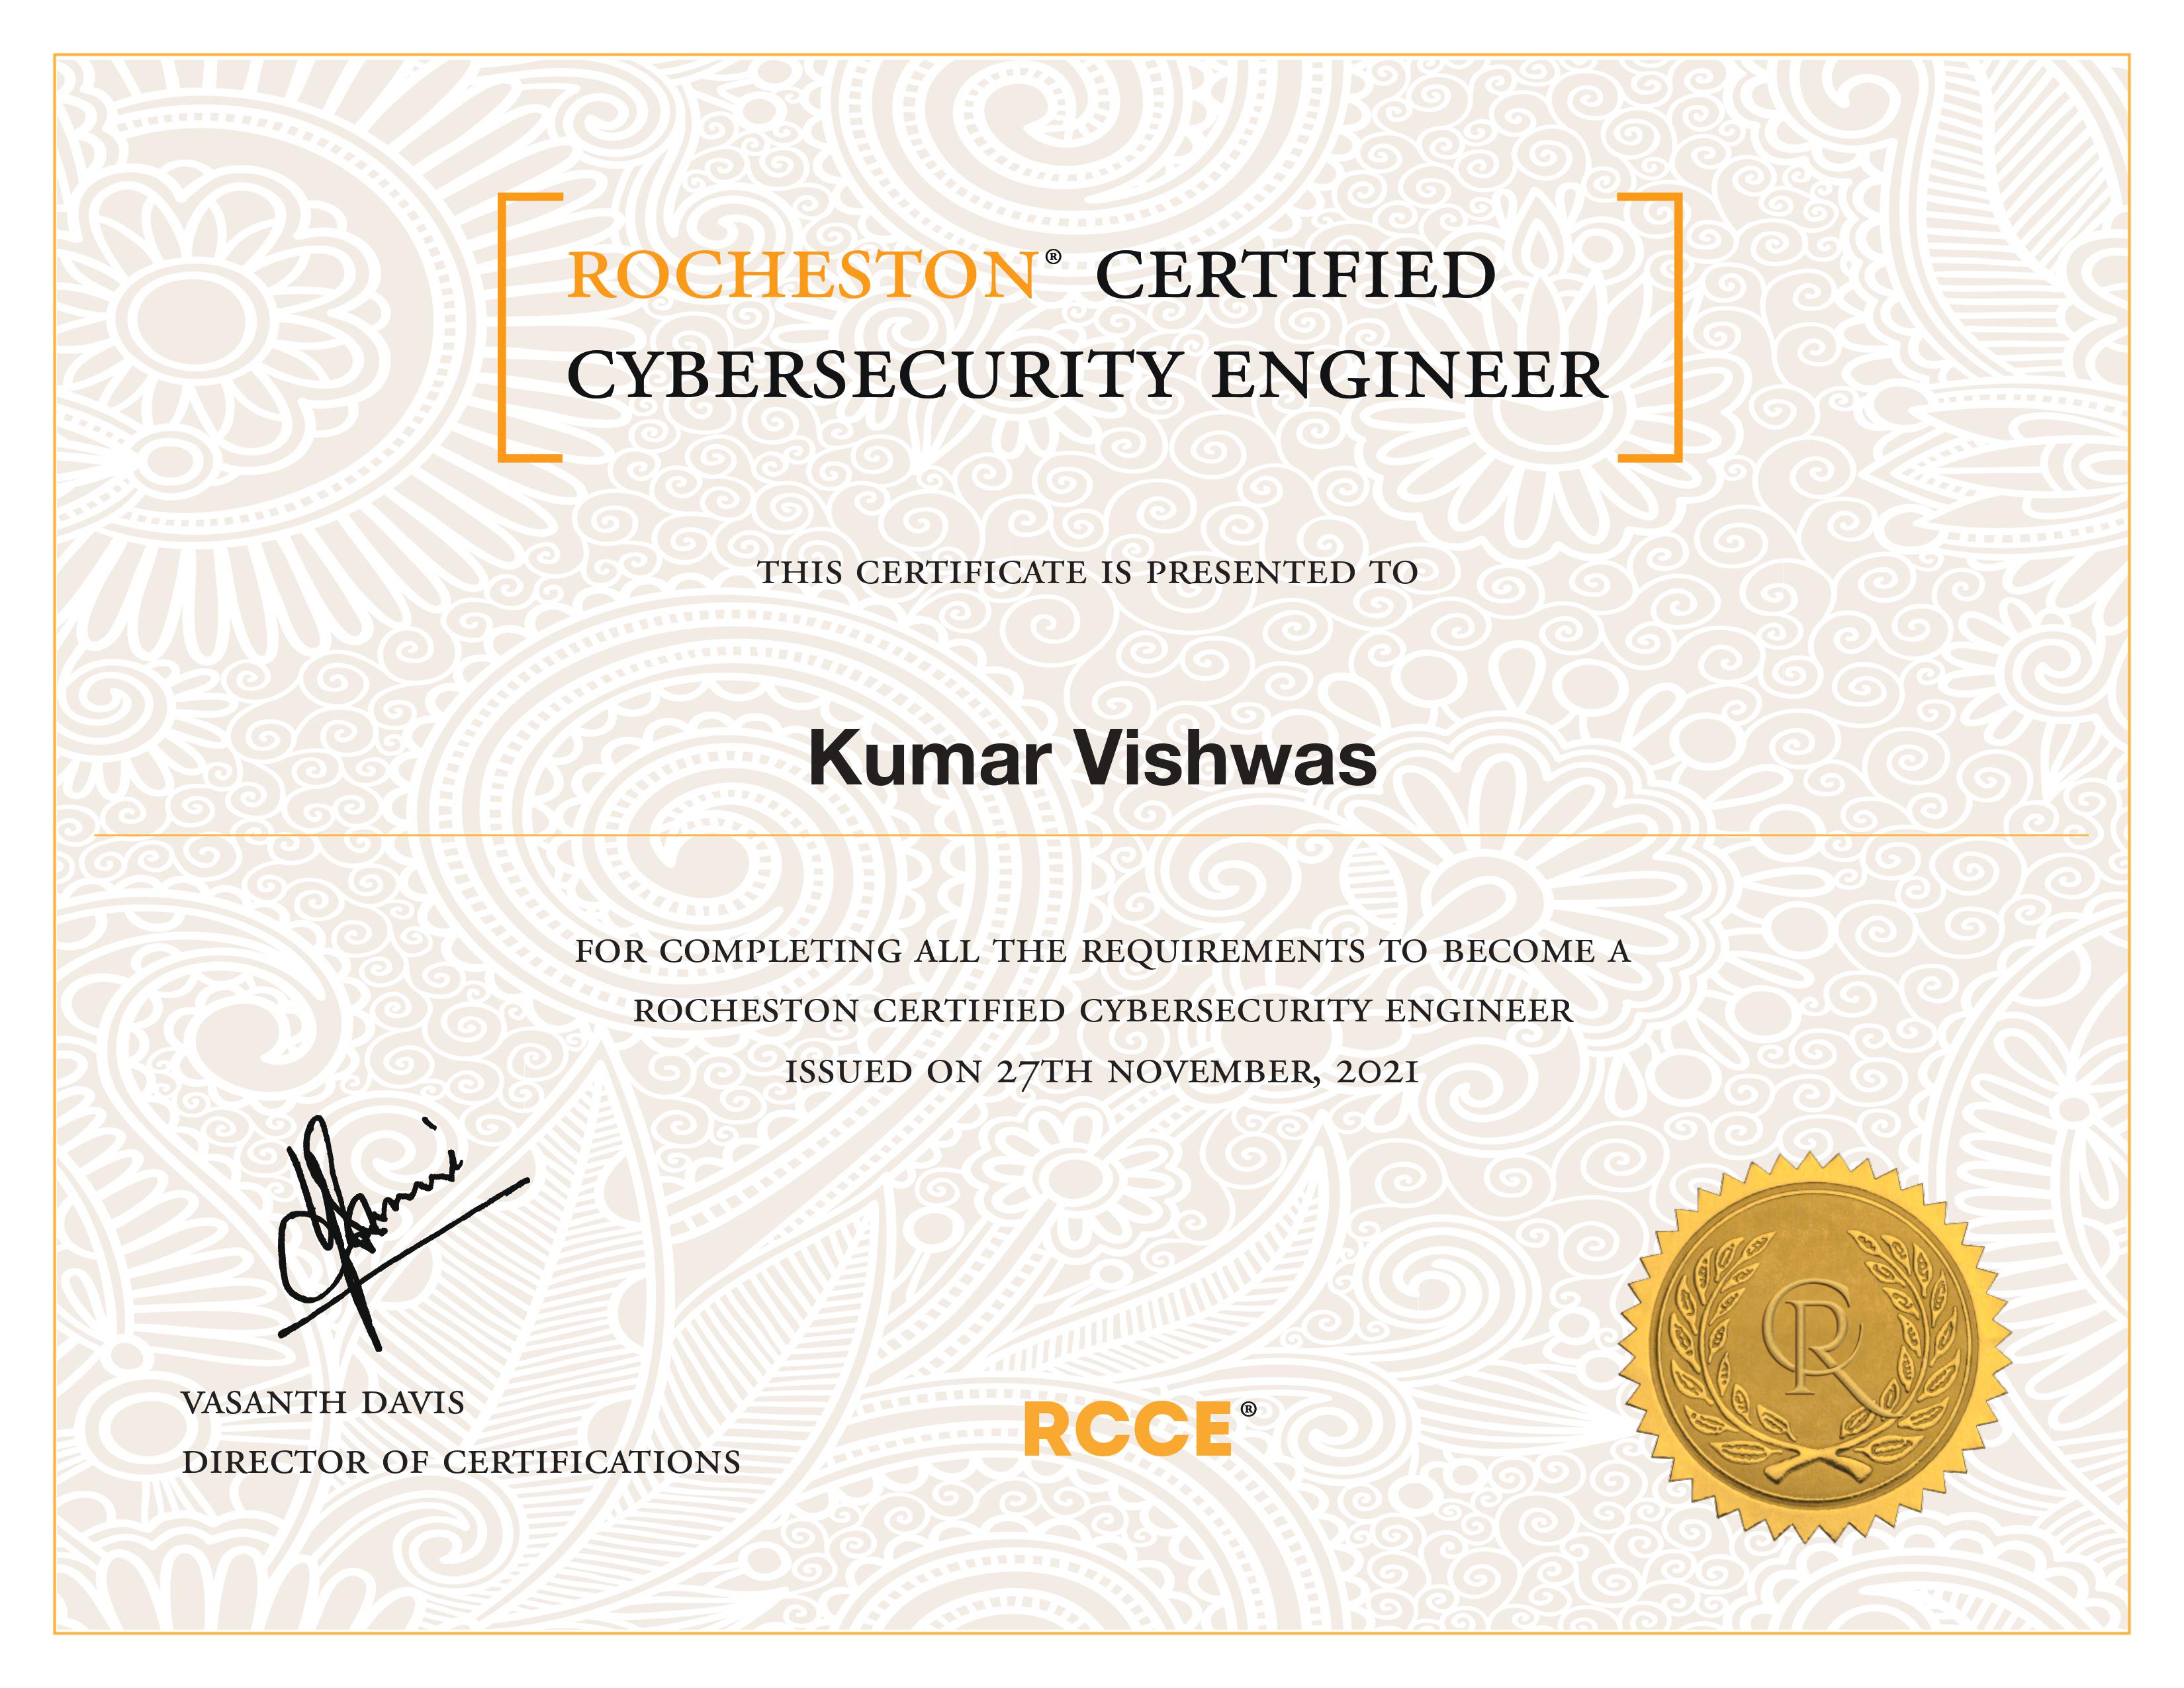 ROCHESTON® CERTIFIED
CYBERSECURITY ENGINEER
THIS CERTIFICATE IS PRESENTED TO
Kumar Vishwas
FOR COMPLETING ALL THE REQUIREMENTS TO BECOME A
ROCHESTON CERTIFIED CYBERSECURITY ENGINEER
ISSUED ON 27TH NOVEMBER, 2021
VASANTH DAVIS
DIRECTOR OF CERTIFICATIONS
RCCE®